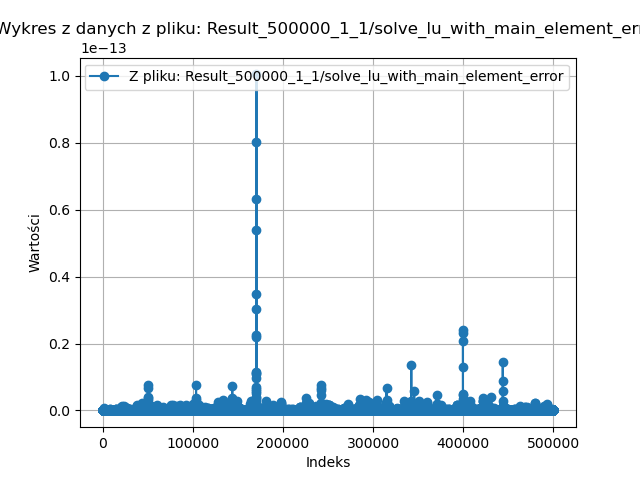 Wykres z danych z pliku: Result_500000_1_1/solve_lu_with_main_element_err
1e−13
Z pliku: Result_500000_1_1/solve_lu_with_main_element_error
1.0
0.8
0.6
0.4
0.2
0.0
Wartości
0 100000 200000 300000 400000 500000
Indeks